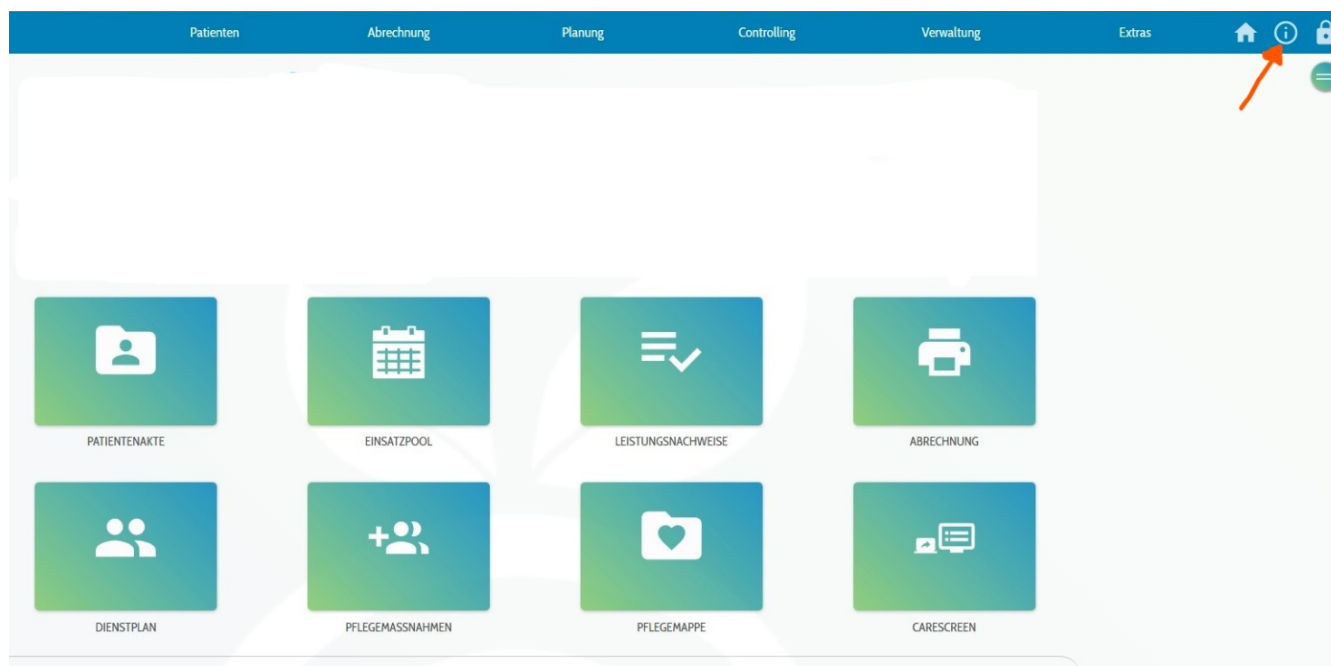 Patienten Abrechnung Planung Controlling Verwaltung Extras
PATIENTENAKTE EINSATZPOOL LEISTUNGSNACHWEISE ABRECHNUNG
DIENSTPLAN PFLEGEMASSNAHMEN PFLEGEMAPPE CARESCREEN